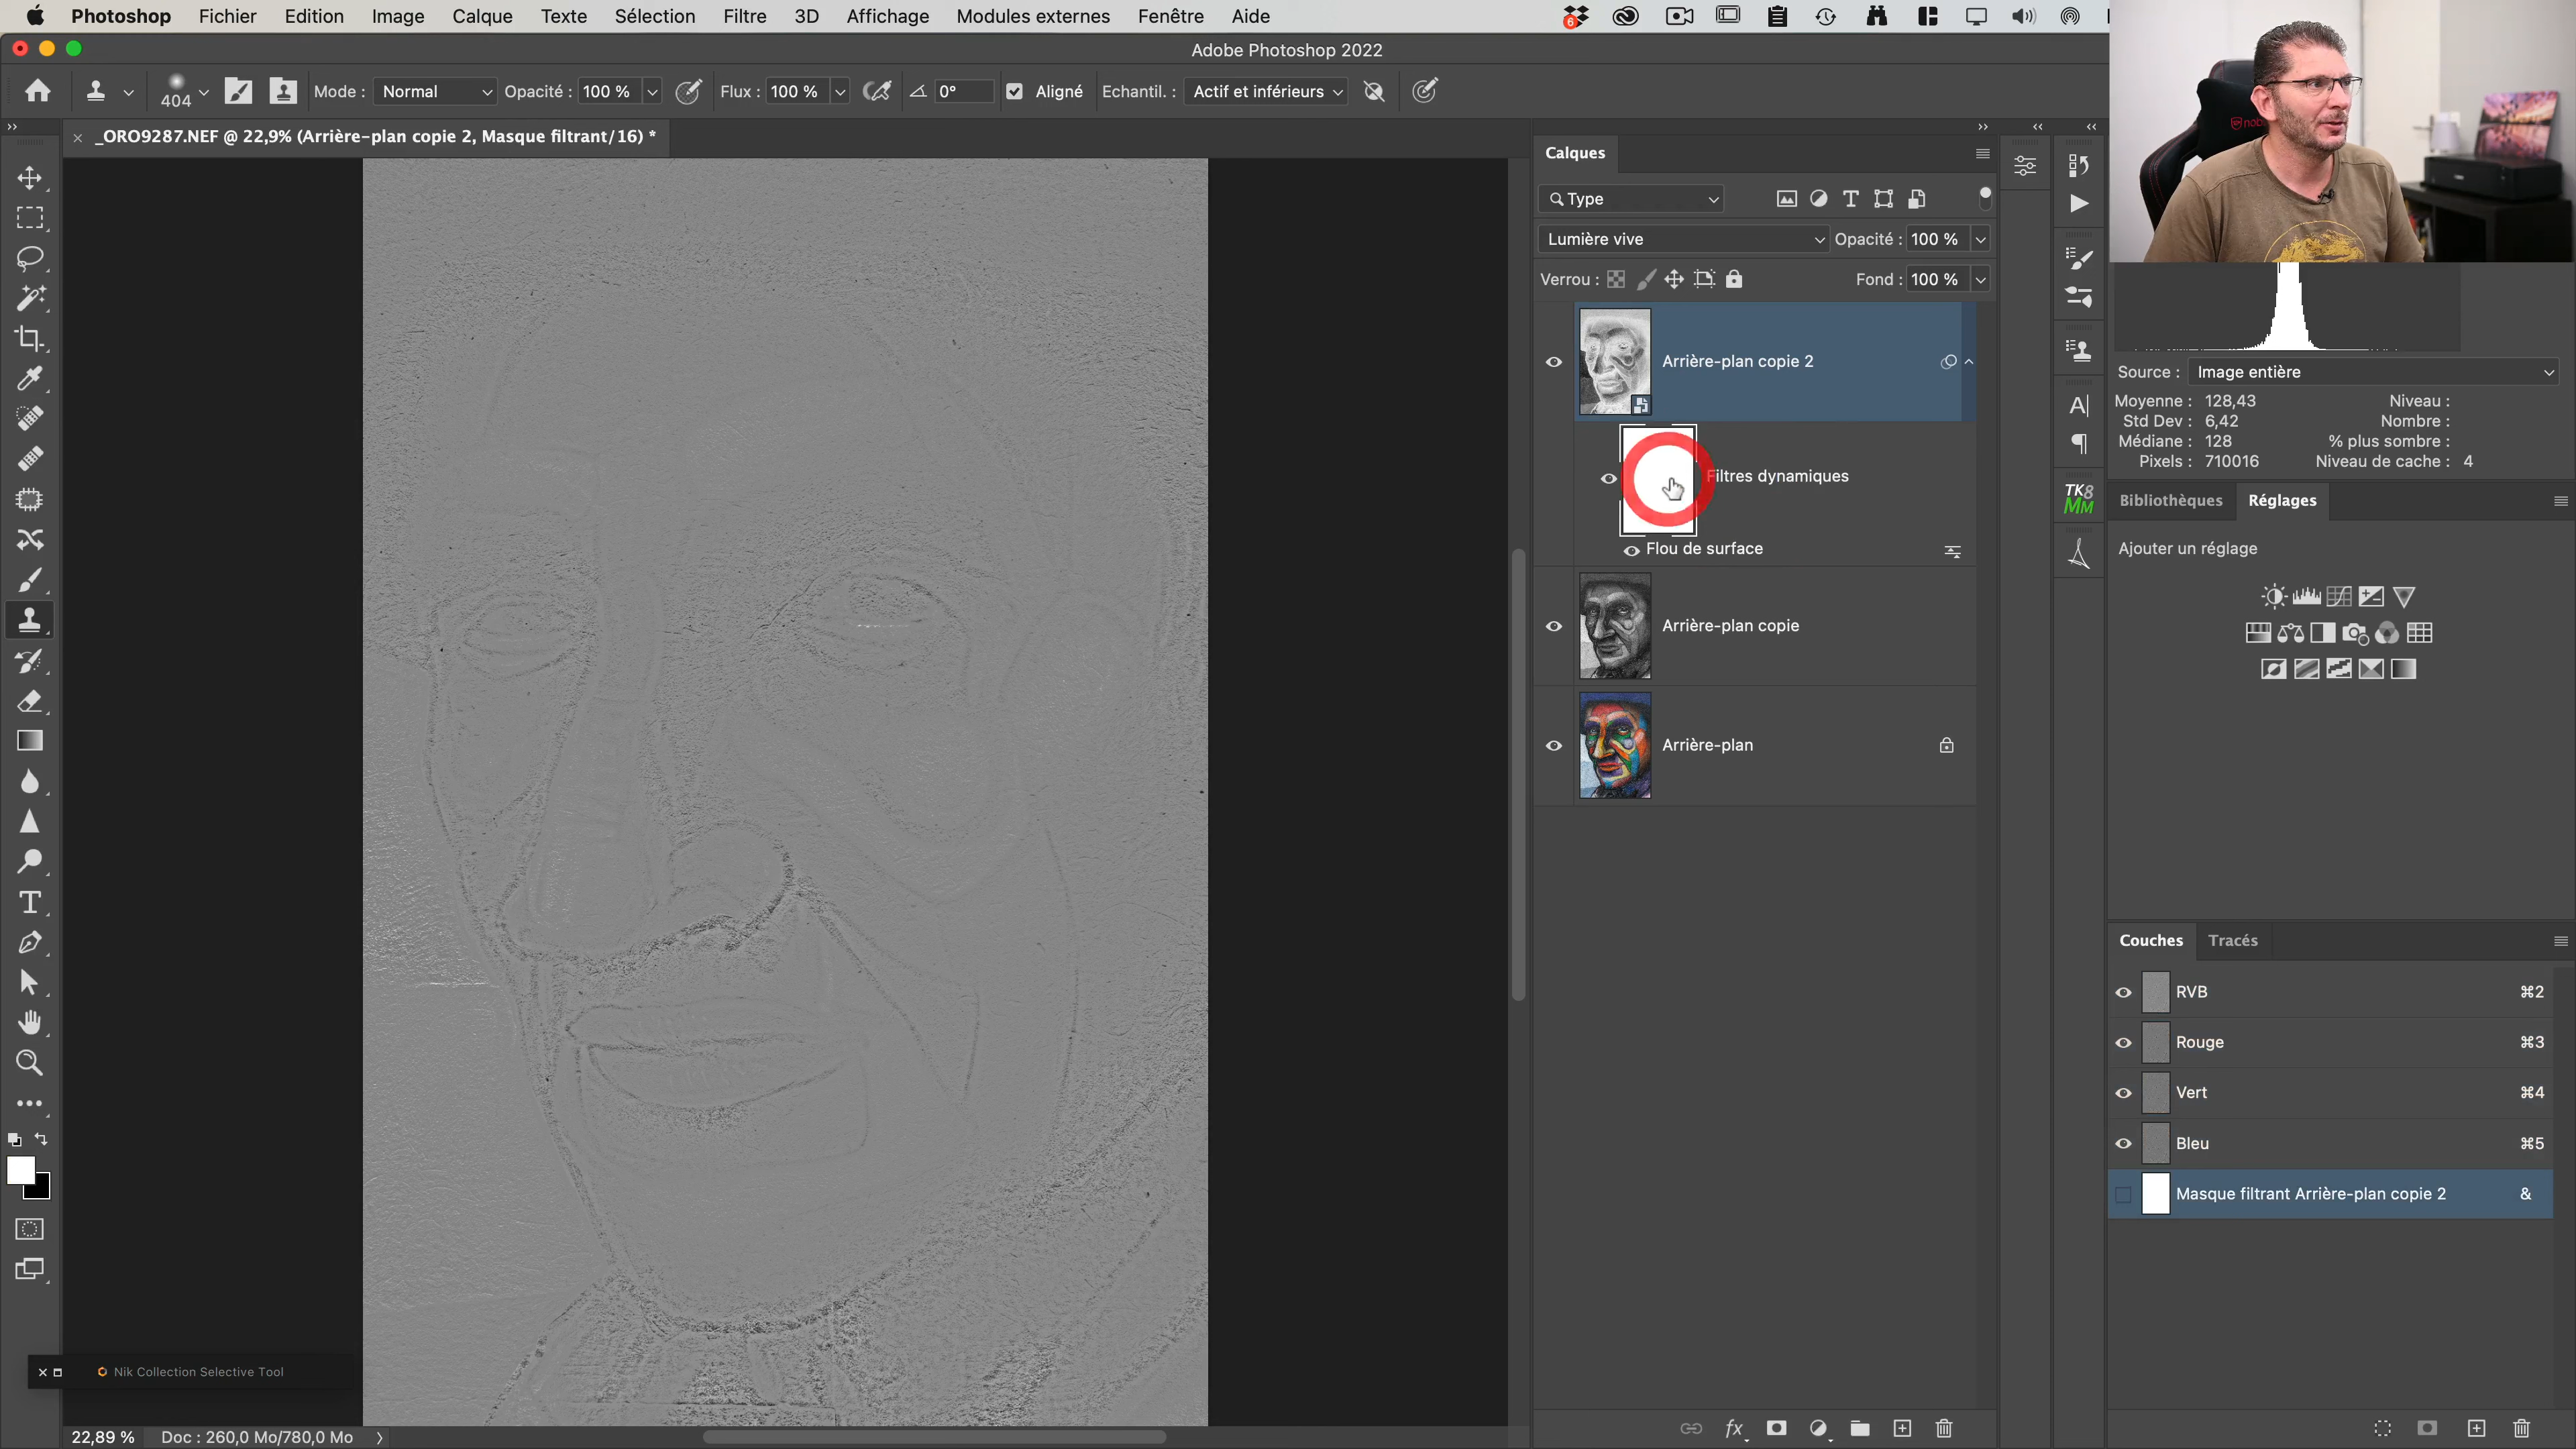 Photoshop Fichier Edition Image Calque Texte Sélection Filtre 3D Affichage Modules externes Fenêtre Aide
6
Adobe Photoshop 2022
404 Mode : Normal Opacité : 100 % Flux : 100 % 0° Aligné Echantil. : Actif et inférieurs
_ORO9287.NEF @ 22,9% (Arrière-plan copie 2, Masque filtrant/16) *
Calques
Type
Lumière vive Opacité : 100 %
Verrou : Fond : 100 %
Arrière-plan copie 2
Filtres dynamiques
Flou de surface
Arrière-plan copie
Arrière-plan
TK8
MM
Source : Image entière
Moyenne : 128,43 Niveau :
Std Dev : 6,42 Nombre :
Médiane : 128 % plus sombre :
Pixels : 710016 Niveau de cache : 4
Bibliothèques Réglages
Ajouter un réglage
Couches Tracés
RVB ⌘2
Rouge ⌘3
Vert ⌘4
Bleu ⌘5
Masque filtrant Arrière-plan copie 2 &
Nik Collection Selective Tool
22,89 % Doc : 260,0 Mo/780,0 Mo